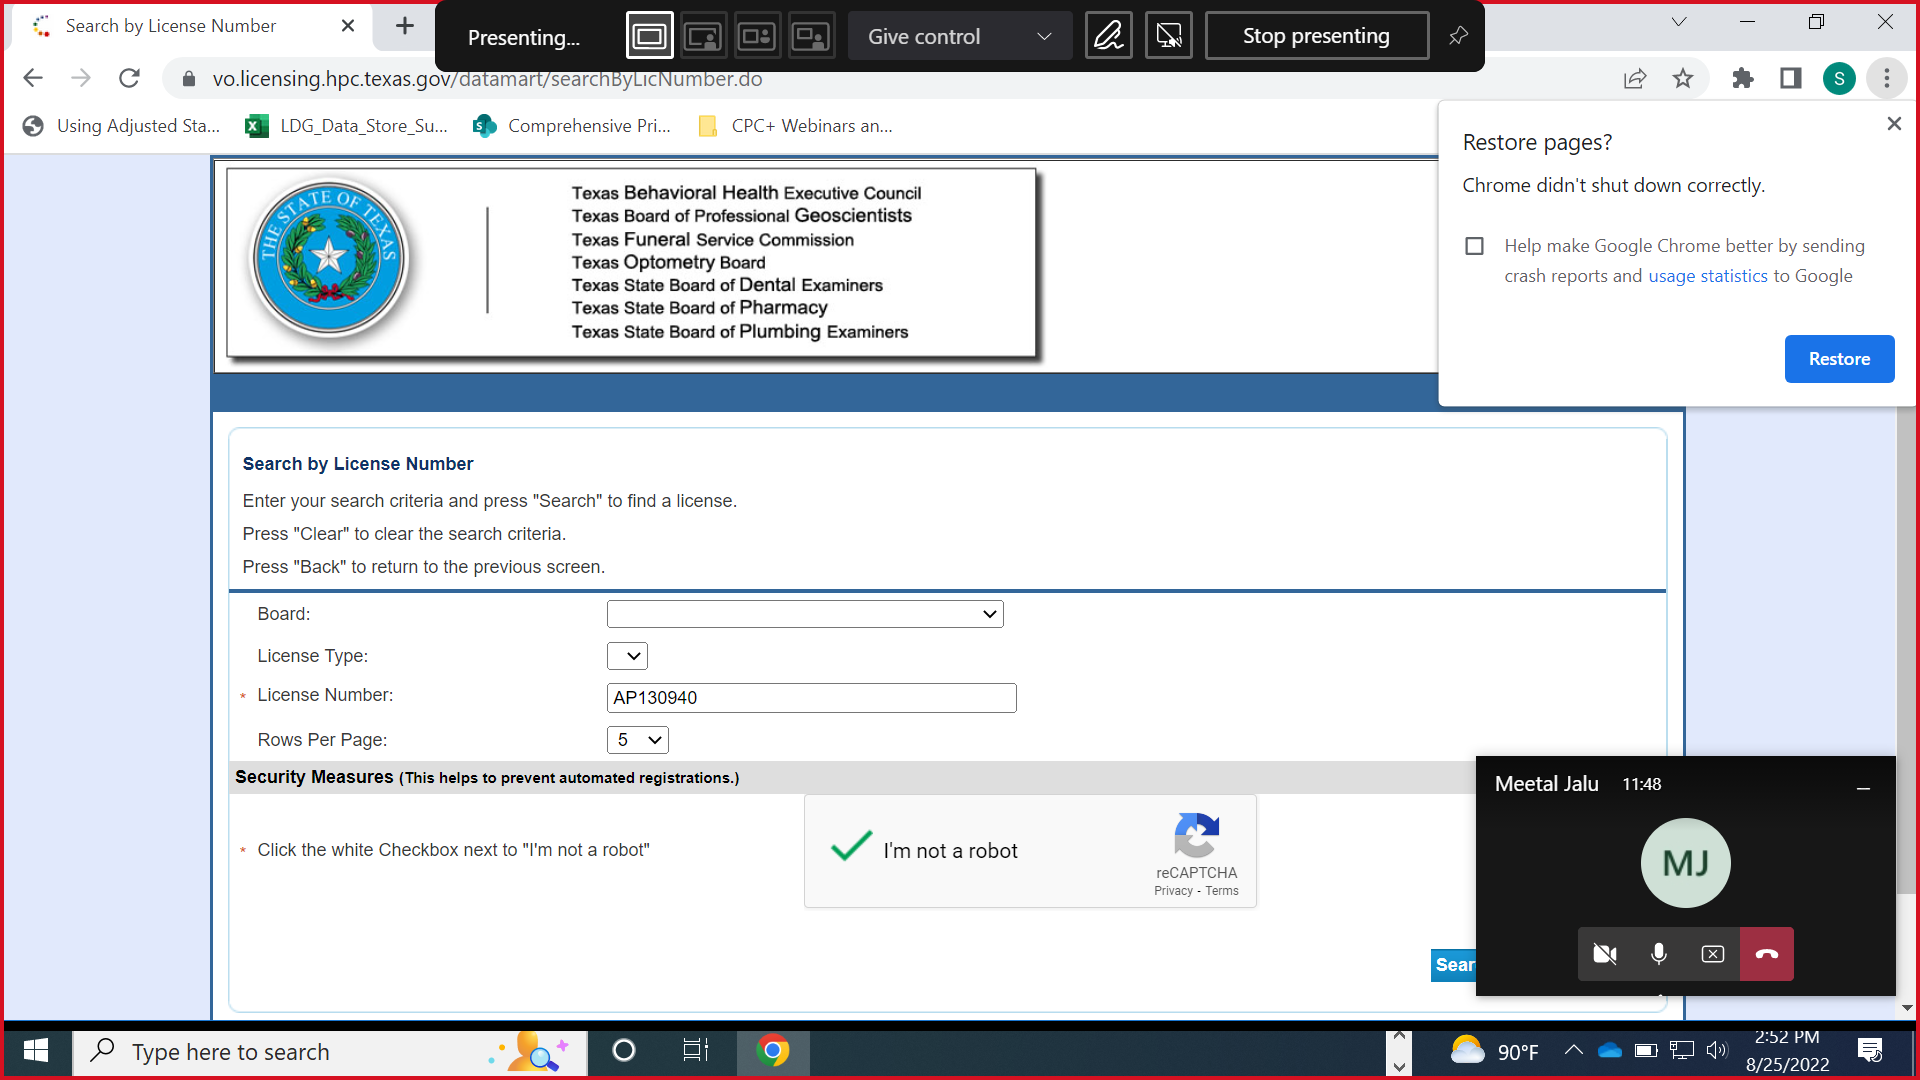 Search by License Number
Presenting...
Give control
Stop presenting
vo.licensing.hpc.texas.gov/datamart/searchByLicNumber.do
S
Using Adjusted Sta...
LDG_Data_Store_Su...
Comprehensive Pri...
CPC+ Webinars an...
Restore pages?
Chrome didn't shut down correctly.
Help make Google Chrome better by sending
crash reports and usage statistics to Google
Restore
THE STATE OF TEXAS
Texas Behavioral Health Executive Council
Texas Board of Professional Geoscientists
Texas Funeral Service Commission
Texas Optometry Board
Texas State Board of Dental Examiners
Texas State Board of Pharmacy
Texas State Board of Plumbing Examiners
Search by License Number
Enter your search criteria and press "Search" to find a license.
Press "Clear" to clear the search criteria.
Press "Back" to return to the previous screen.
Board:
License Type:
* License Number: AP130940
Rows Per Page: 5
Security Measures (This helps to prevent automated registrations.)
* Click the white Checkbox next to "I'm not a robot"
I'm not a robot
reCAPTCHA
Privacy - Terms
Sear
Meetal Jalu 11:48
MJ
Type here to search
90°F
2:52 PM
8/25/2022